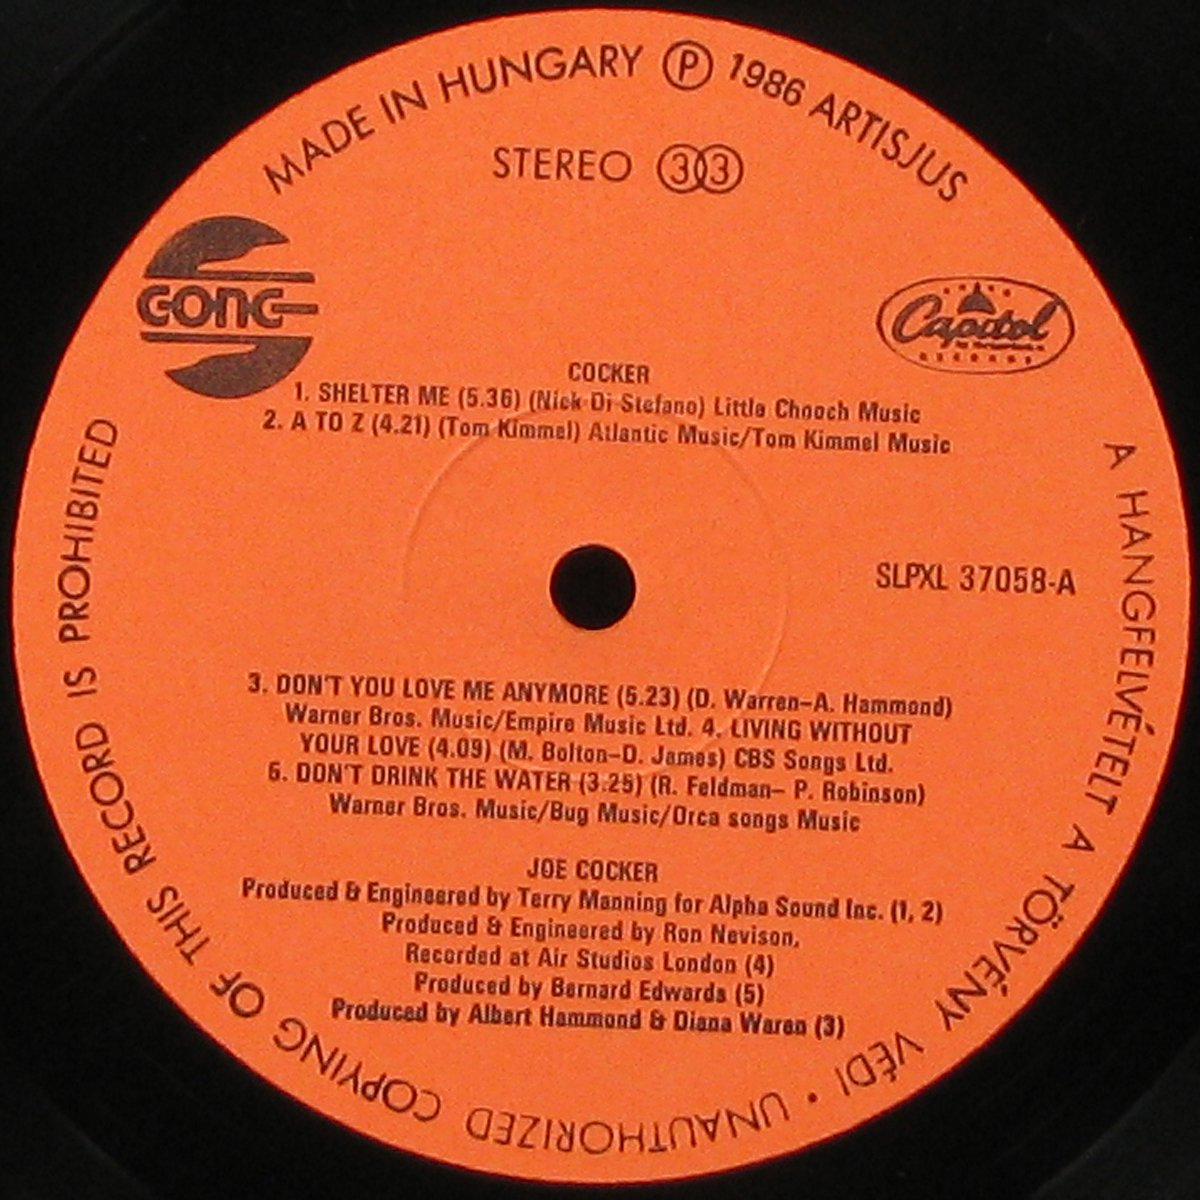 MADE IN HUNGARY Ⓟ 1986 ARTISJUS
STEREO 33
GONG
Capitol
RECORDS
COCKER
1. SHELTER ME (5.36) (Nick Di Stefano) Little Chooch Music
2. A TO Z (4.21) (Tom Kimmel) Atlantic Music/Tom Kimmel Music
SLPXL 37058-A
3. DON'T YOU LOVE ME ANYMORE (5.23) (D. Warren–A. Hammond)
Warner Bros. Music/Empire Music Ltd. 4. LIVING WITHOUT
YOUR LOVE (4.09) (M. Bolton–D. James) CBS Songs Ltd.
5. DON'T DRINK THE WATER (3.25) (R. Feldman– P. Robinson)
Warner Bros. Music/Bug Music/Orca songs Music
JOE COCKER
Produced & Engineered by Terry Manning for Alpha Sound Inc. (1, 2)
Produced & Engineered by Ron Nevison,
Recorded at Air Studios London (4)
Produced by Bernard Edwards (5)
Produced by Albert Hammond & Diana Waren (3)
A HANGFELVÉTELT A TÖRVÉNY VÉDI • UNAUTHORIZED COPYING OF THIS RECORD IS PROHIBITED